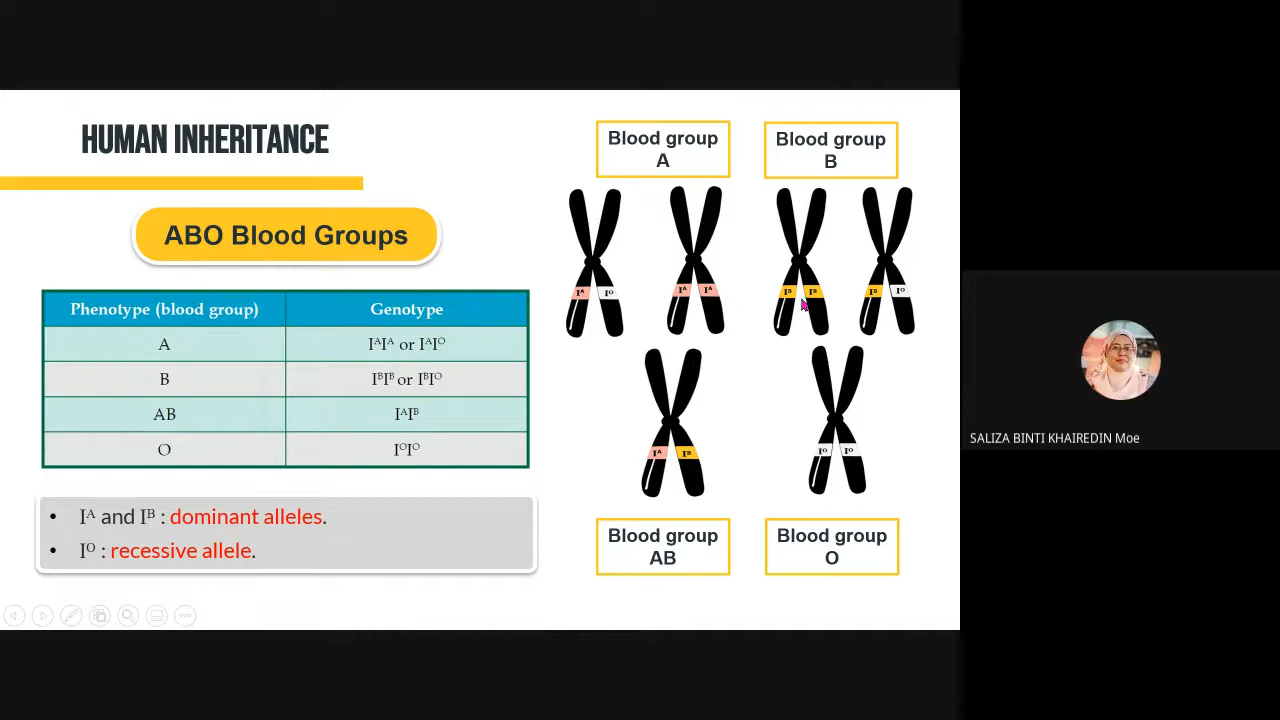 HUMAN INHERITANCE
ABO Blood Groups
Phenotype (blood group) Genotype
A IᴬIᴬ or IᴬIᴼ
B IᴮIᴮ or IᴮIᴼ
AB IᴬIᴮ
O IᴼIᴼ
• Iᴬ and Iᴮ : dominant alleles.
• Iᴼ : recessive allele.
Blood group
A
Blood group
B
Iᴬ Iᴼ Iᴬ Iᴬ Iᴮ Iᴮ Iᴮ Iᴼ
Iᴬ Iᴮ Iᴼ Iᴼ
Blood group
AB
Blood group
O
SALIZA BINTI KHAIREDIN Moe